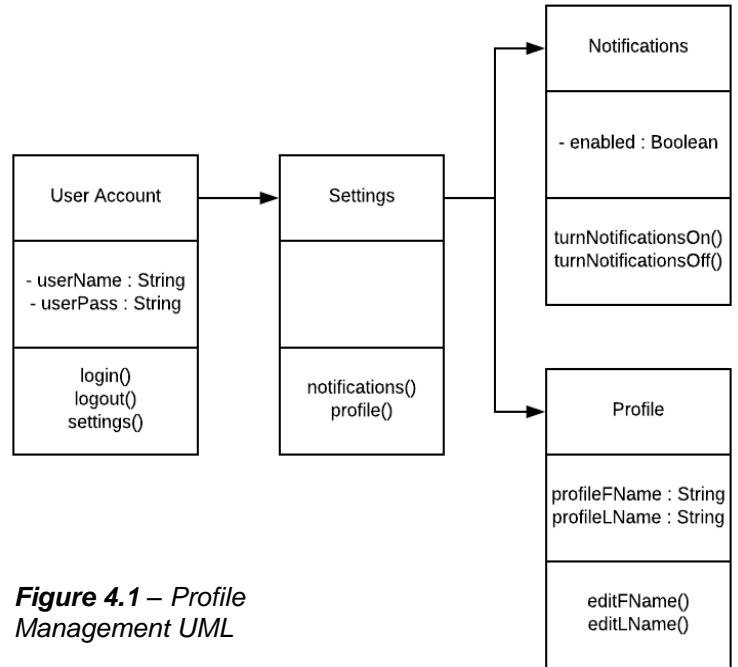 User Account
- userName : String
- userPass : String
login()
logout()
settings()
Settings
notifications()
profile()
Notifications
- enabled : Boolean
turnNotificationsOn()
turnNotificationsOff()
Profile
profileFName : String
profileLName : String
editFName()
editLName()
Figure 4.1 – Profile
Management UML